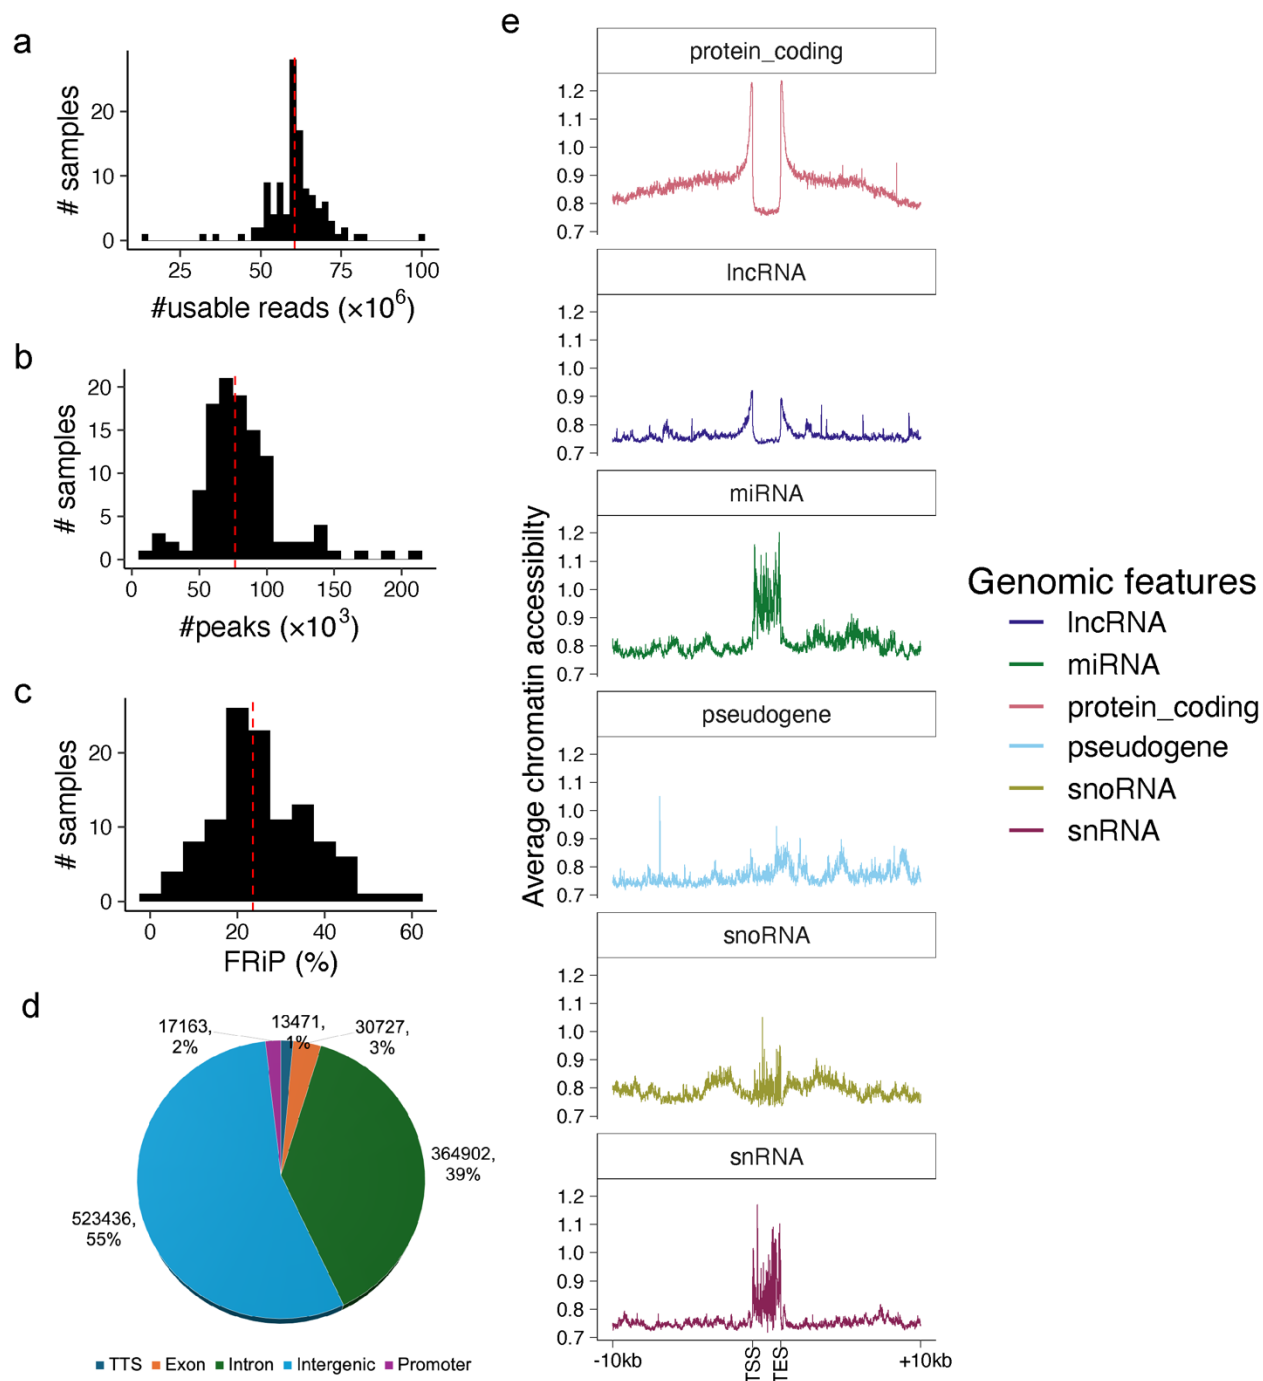 a
# samples
20
10
0
25 50 75 100
#usable reads (×10⁶)
b
# samples
20
15
10
5
0
0 50 100 150 200
#peaks (×10³)
c
# samples
20
10
0
0 20 40 60
FRiP (%)
d
17163,
2%
13471,
1%
30727,
3%
364902,
39%
523436,
55%
TTS Exon Intron Intergenic Promoter
e
Average chromatin accessibilty
protein_coding
1.2
1.1
1.0
0.9
0.8
0.7
lncRNA
1.2
1.1
1.0
0.9
0.8
0.7
miRNA
1.2
1.1
1.0
0.9
0.8
0.7
pseudogene
1.2
1.1
1.0
0.9
0.8
0.7
snoRNA
1.2
1.1
1.0
0.9
0.8
0.7
snRNA
1.2
1.1
1.0
0.9
0.8
0.7
-10kb TSS TES +10kb
Genomic features
lncRNA
miRNA
protein_coding
pseudogene
snoRNA
snRNA